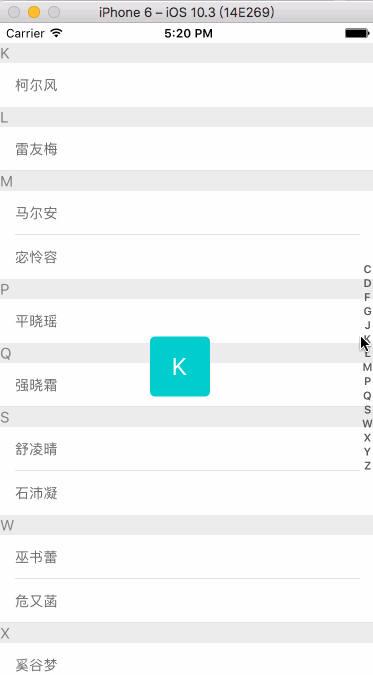 iPhone 6 – iOS 10.3 (14E269)
Carrier 5:20 PM
K
柯尔风
L
雷友梅
M
马尔安
宓怜容
P
平晓瑶
Q
强晓霜
S
舒凌晴
石沛凝
W
巫书蕾
危又菡
X
奚谷梦
K
C
D
F
G
J
K
L
M
P
Q
S
W
X
Y
Z